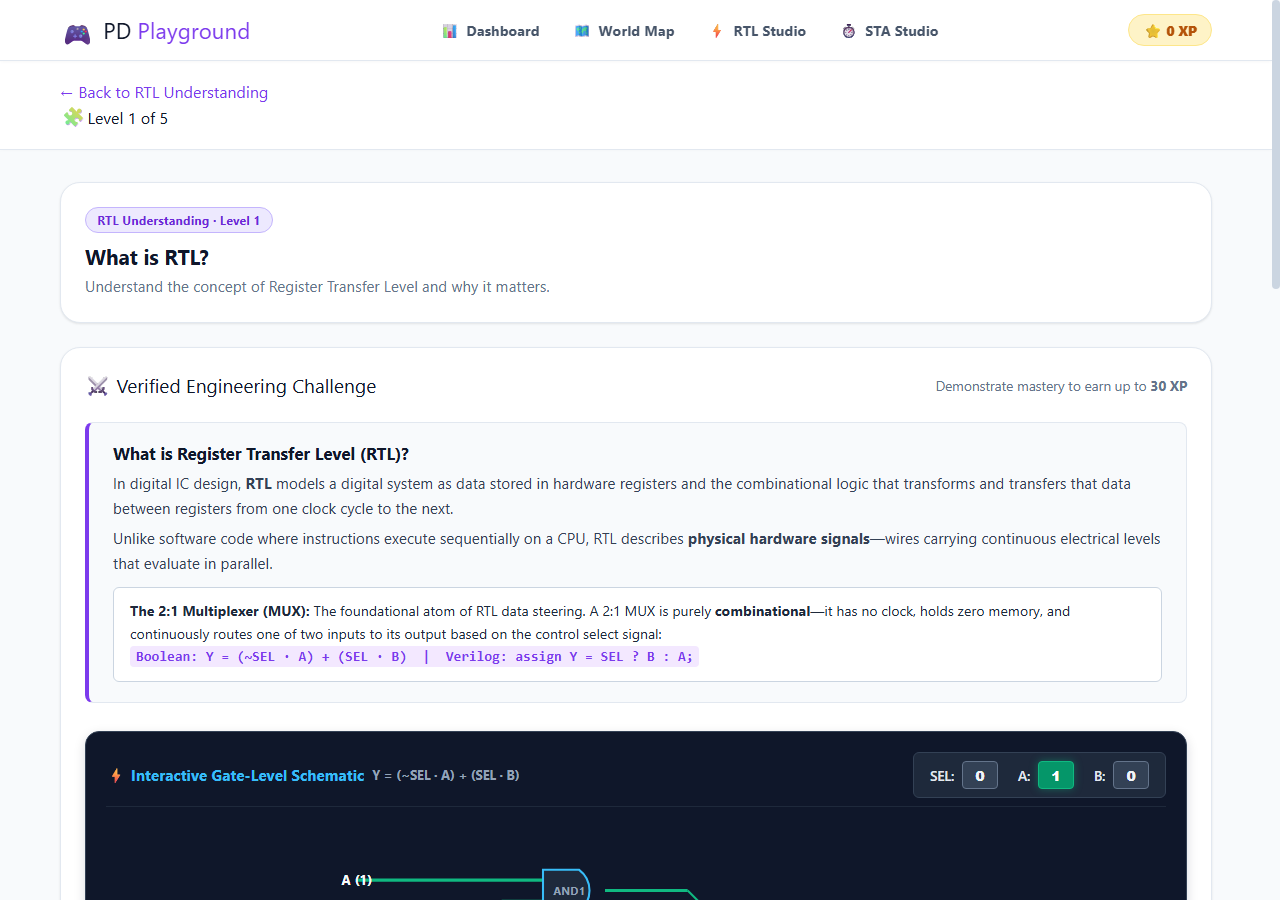 PD Playground
Dashboard
World Map
RTL Studio
STA Studio
0 XP
← Back to RTL Understanding
Level 1 of 5
RTL Understanding · Level 1
What is RTL?
Understand the concept of Register Transfer Level and why it matters.
Verified Engineering Challenge
Demonstrate mastery to earn up to 30 XP
What is Register Transfer Level (RTL)?
In digital IC design, RTL models a digital system as data stored in hardware registers and the combinational logic that transforms and transfers that data
between registers from one clock cycle to the next.
Unlike software code where instructions execute sequentially on a CPU, RTL describes physical hardware signals—wires carrying continuous electrical levels
that evaluate in parallel.
The 2:1 Multiplexer (MUX): The foundational atom of RTL data steering. A 2:1 MUX is purely combinational—it has no clock, holds zero memory, and
continuously routes one of two inputs to its output based on the control select signal:
Boolean: Y = (~SEL · A) + (SEL · B) | Verilog: assign Y = SEL ? B : A;
Interactive Gate-Level Schematic Y = (~SEL · A) + (SEL · B)
SEL: 0 A: 1 B: 0
A (1)
AND1